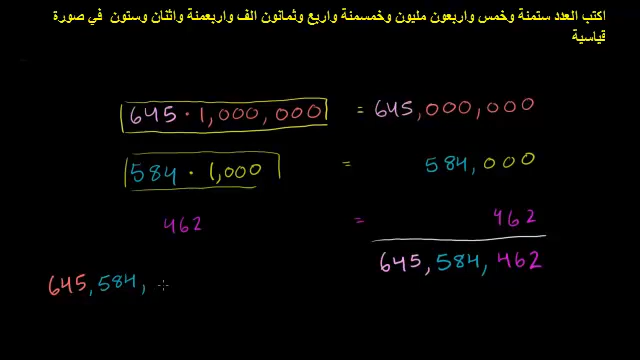 اكتب العدد ستمئة وخمس واربعون مليون وخمسمئة واربع وثمانون الف واربعمئة واثنان وستون في صورة
قياسية
645 · 1,000,000 = 645,000,000
584 · 1,000 = 584,000
462 = 462
645,584,462
645,584,